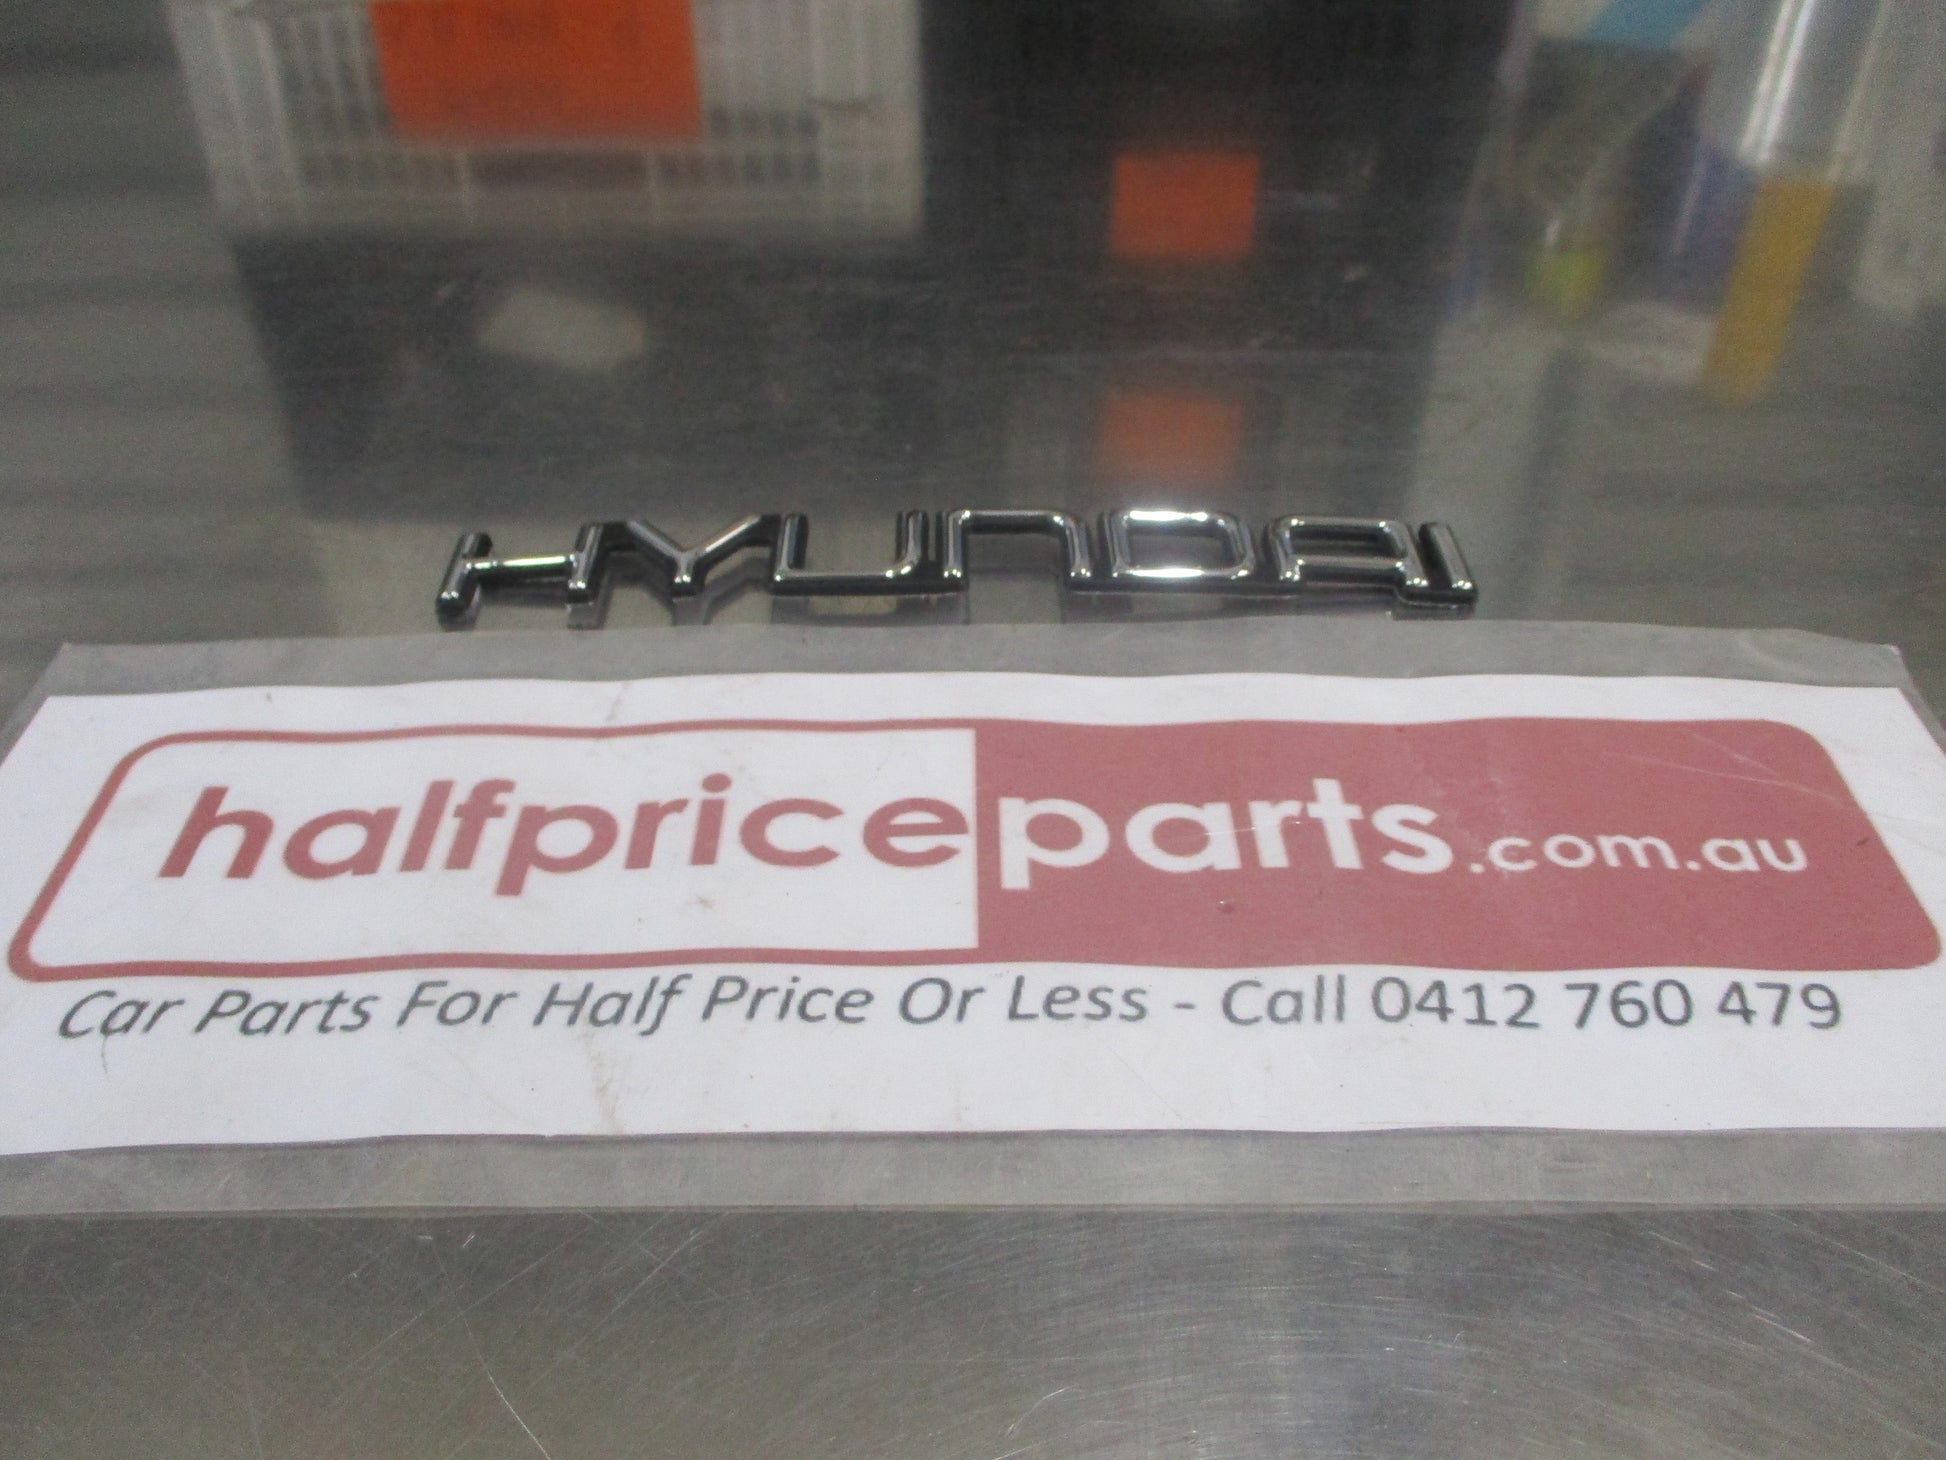 HYUNDAI
halfpriceparts.com.au
Car Parts For Half Price Or Less - Call 0412 760 479